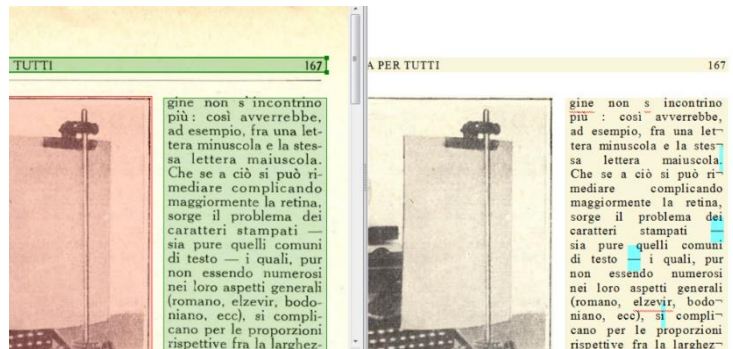 TUTTI 167
gine non s'incontrino
più : così avverrebbe,
ad esempio, fra una let-
tera minuscola e la stes-
sa lettera maiuscola.
Che se a ciò si può ri-
mediare complicando
maggiormente la retina,
sorge il problema dei
caratteri stampati —
sia pure quelli comuni
di testo — i quali, pur
non essendo numerosi
nei loro aspetti generali
(romano, elzevir, bodo-
niano, ecc), si compli-
cano per le proporzioni
rispettive fra la larghez-
A PER TUTTI 167
gine non s incontrino
più : così avverrebbe,
ad esempio, fra una let¬
tera minuscola e la stes¬
sa lettera maiuscola.
Che se a ciò si può ri¬
mediare complicando
maggiormente la retina,
sorge il problema dei
caratteri stampati —
sia pure quelli comuni
di testo — i quali, pur
non essendo numerosi
nei loro aspetti generali
(romano, elzevir, bodo¬
niano, ecc), si compli¬
cano per le proporzioni
rispettive fra la larghez¬